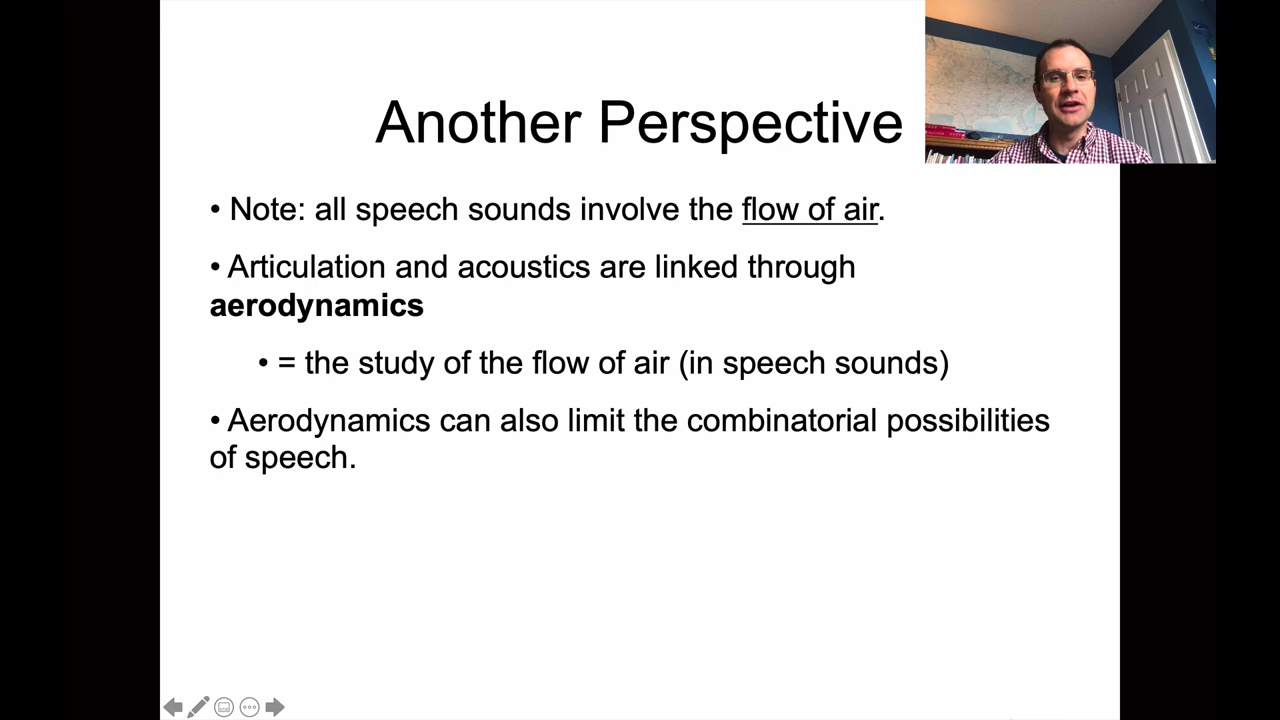 Another Perspective
• Note: all speech sounds involve the flow of air.
• Articulation and acoustics are linked through
aerodynamics
• = the study of the flow of air (in speech sounds)
• Aerodynamics can also limit the combinatorial possibilities
of speech.